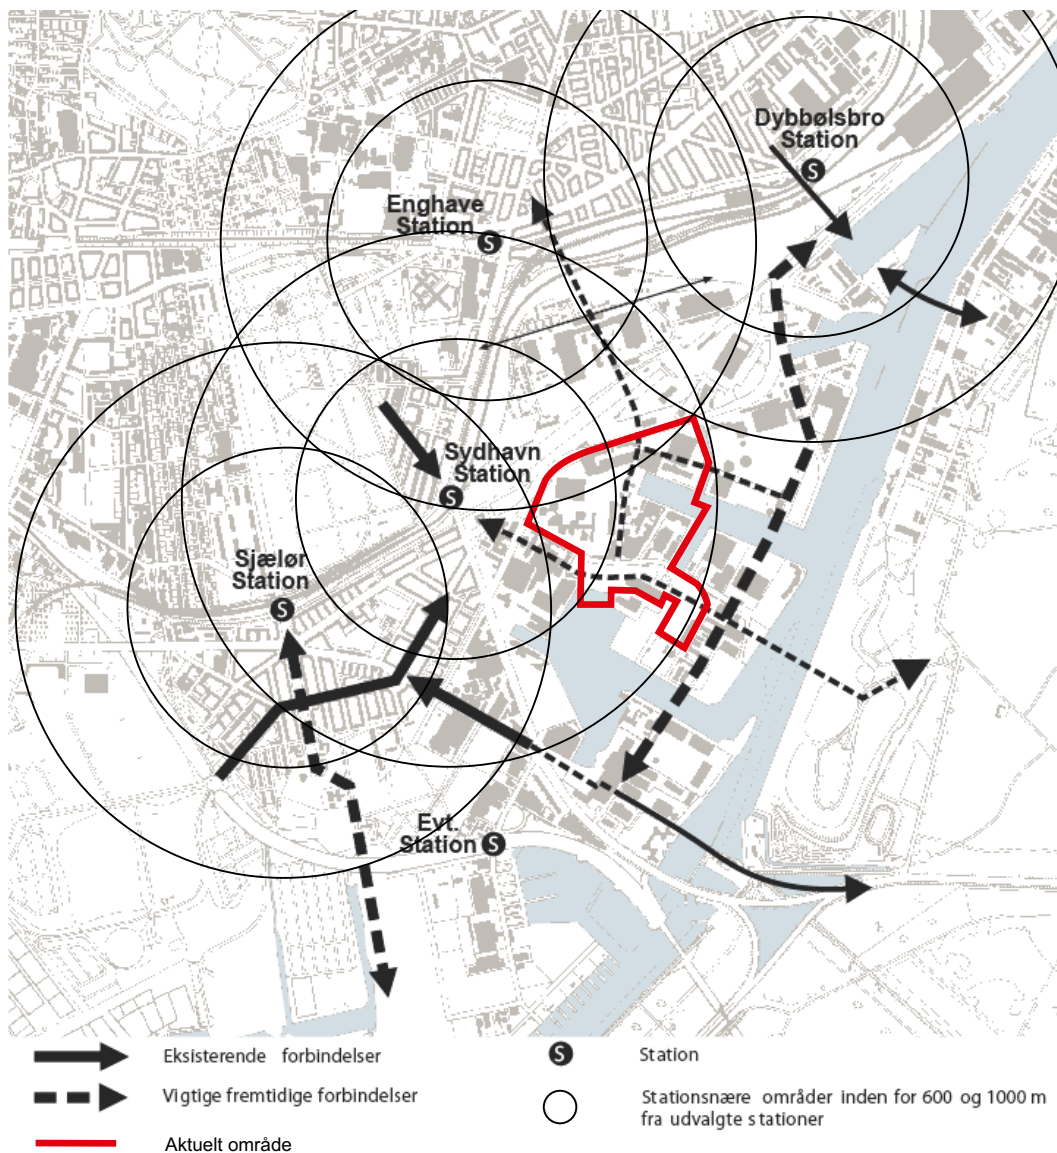 Dybbølsbro
Station
S
Enghave
Station
S
Sydhavn
Station
S
Sjælør
Station
S
Evt.
Station
S
Eksisterende forbindelser
S
Station
Vigtige fremtidige forbindelser
Stationsnære områder inden for 600 og 1000 m
fra udvalgte stationer
Aktuelt område